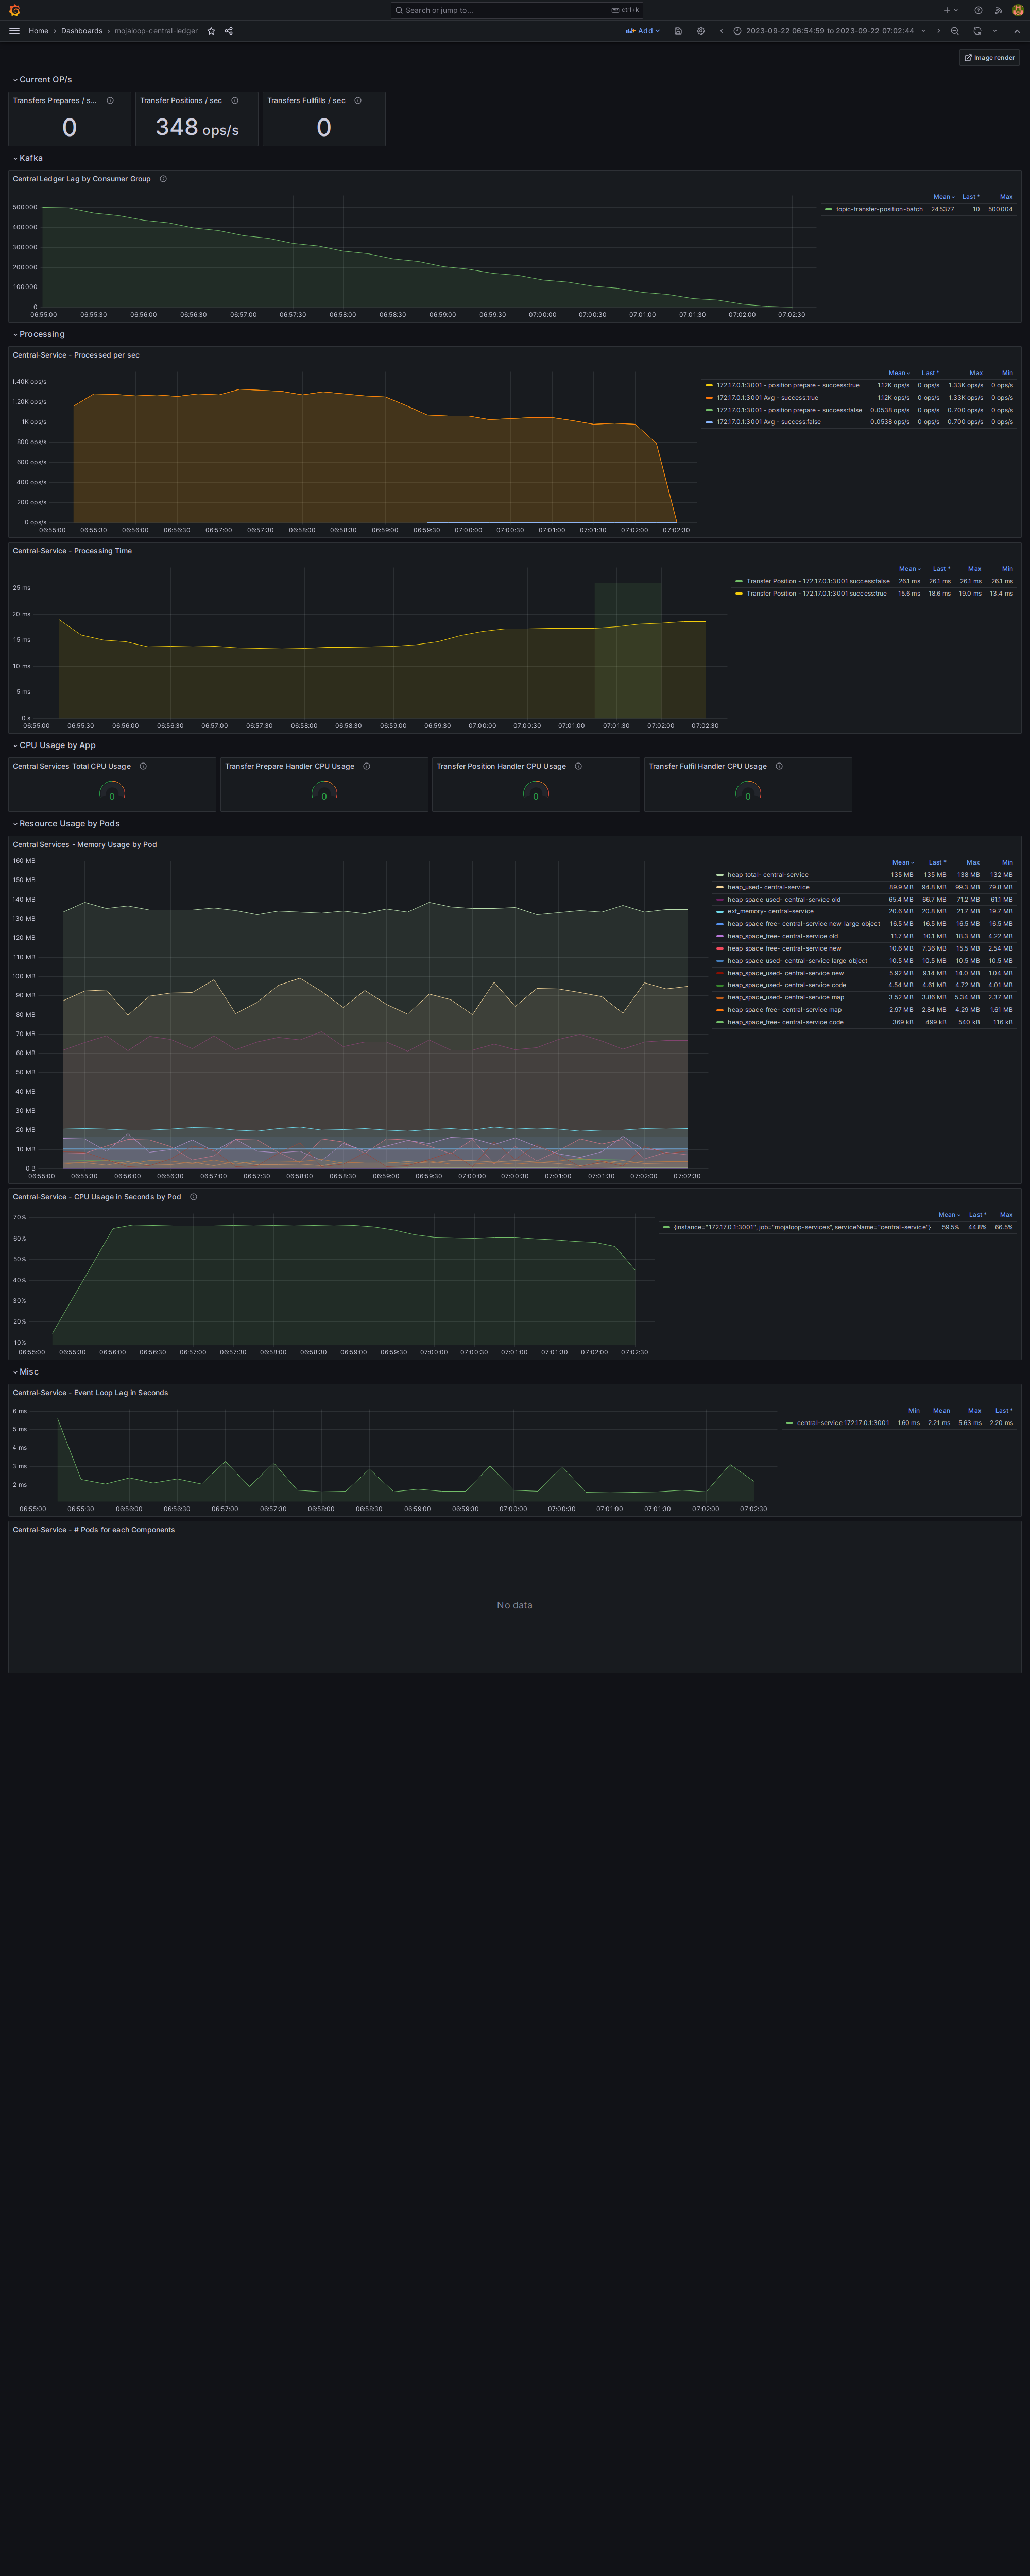 Search or jump to...
ctrl+k
Home › Dashboards › mojaloop-central-ledger
Add
2023-09-22 06:54:59 to 2023-09-22 07:02:44
Image render
Current OP/s
Transfers Prepares / s...
0
Transfer Positions / sec
348 ops/s
Transfers Fullfills / sec
0
Kafka
Central Ledger Lag by Consumer Group
500000
400000
300000
200000
100000
0
06:55:00 06:55:30 06:56:00 06:56:30 06:57:00 06:57:30 06:58:00 06:58:30 06:59:00 06:59:30 07:00:00 07:00:30 07:01:00 07:01:30 07:02:00 07:02:30
Mean Last * Max
topic-transfer-position-batch 245377 10 500004
Processing
Central-Service - Processed per sec
1.40K ops/s
1.20K ops/s
1K ops/s
800 ops/s
600 ops/s
400 ops/s
200 ops/s
0 ops/s
06:55:00 06:55:30 06:56:00 06:56:30 06:57:00 06:57:30 06:58:00 06:58:30 06:59:00 06:59:30 07:00:00 07:00:30 07:01:00 07:01:30 07:02:00 07:02:30
Mean Last * Max Min
172.17.0.1:3001 - position prepare - success:true 1.12K ops/s 0 ops/s 1.33K ops/s 0 ops/s
172.17.0.1:3001 Avg - success:true 1.12K ops/s 0 ops/s 1.33K ops/s 0 ops/s
172.17.0.1:3001 - position prepare - success:false 0.0538 ops/s 0 ops/s 0.700 ops/s 0 ops/s
172.17.0.1:3001 Avg - success:false 0.0538 ops/s 0 ops/s 0.700 ops/s 0 ops/s
Central-Service - Processing Time
25 ms
20 ms
15 ms
10 ms
5 ms
0 s
06:55:00 06:55:30 06:56:00 06:56:30 06:57:00 06:57:30 06:58:00 06:58:30 06:59:00 06:59:30 07:00:00 07:00:30 07:01:00 07:01:30 07:02:00 07:02:30
Mean Last * Max Min
Transfer Position - 172.17.0.1:3001 success:false 26.1 ms 26.1 ms 26.1 ms 26.1 ms
Transfer Position - 172.17.0.1:3001 success:true 15.6 ms 18.6 ms 19.0 ms 13.4 ms
CPU Usage by App
Central Services Total CPU Usage
0
Transfer Prepare Handler CPU Usage
0
Transfer Position Handler CPU Usage
0
Transfer Fulfil Handler CPU Usage
0
Resource Usage by Pods
Central Services - Memory Usage by Pod
160 MB
150 MB
140 MB
130 MB
120 MB
110 MB
100 MB
90 MB
80 MB
70 MB
60 MB
50 MB
40 MB
30 MB
20 MB
10 MB
0 B
06:55:00 06:55:30 06:56:00 06:56:30 06:57:00 06:57:30 06:58:00 06:58:30 06:59:00 06:59:30 07:00:00 07:00:30 07:01:00 07:01:30 07:02:00 07:02:30
Mean Last * Max Min
heap_total- central-service 135 MB 135 MB 138 MB 132 MB
heap_used- central-service 89.9 MB 94.8 MB 99.3 MB 79.8 MB
heap_space_used- central-service old 65.4 MB 66.7 MB 71.2 MB 61.1 MB
ext_memory- central-service 20.6 MB 20.8 MB 21.7 MB 19.7 MB
heap_space_free- central-service new_large_object 16.5 MB 16.5 MB 16.5 MB 16.5 MB
heap_space_free- central-service old 11.7 MB 10.1 MB 18.3 MB 4.22 MB
heap_space_free- central-service new 10.6 MB 7.36 MB 15.5 MB 2.54 MB
heap_space_used- central-service large_object 10.5 MB 10.5 MB 10.5 MB 10.5 MB
heap_space_used- central-service new 5.92 MB 9.14 MB 14.0 MB 1.04 MB
heap_space_used- central-service code 4.54 MB 4.61 MB 4.72 MB 4.01 MB
heap_space_used- central-service map 3.52 MB 3.86 MB 5.34 MB 2.37 MB
heap_space_free- central-service map 2.97 MB 2.84 MB 4.29 MB 1.61 MB
heap_space_free- central-service code 369 kB 499 kB 540 kB 116 kB
Central-Service - CPU Usage in Seconds by Pod
70%
60%
50%
40%
30%
20%
10%
06:55:00 06:55:30 06:56:00 06:56:30 06:57:00 06:57:30 06:58:00 06:58:30 06:59:00 06:59:30 07:00:00 07:00:30 07:01:00 07:01:30 07:02:00 07:02:30
Mean Last * Max
{instance="172.17.0.1:3001", job="mojaloop-services", serviceName="central-service"} 59.5% 44.8% 66.5%
Misc
Central-Service - Event Loop Lag in Seconds
6 ms
5 ms
4 ms
3 ms
2 ms
06:55:00 06:55:30 06:56:00 06:56:30 06:57:00 06:57:30 06:58:00 06:58:30 06:59:00 06:59:30 07:00:00 07:00:30 07:01:00 07:01:30 07:02:00 07:02:30
Min Mean Max Last *
central-service 172.17.0.1:3001 1.60 ms 2.21 ms 5.63 ms 2.20 ms
Central-Service - # Pods for each Components
No data